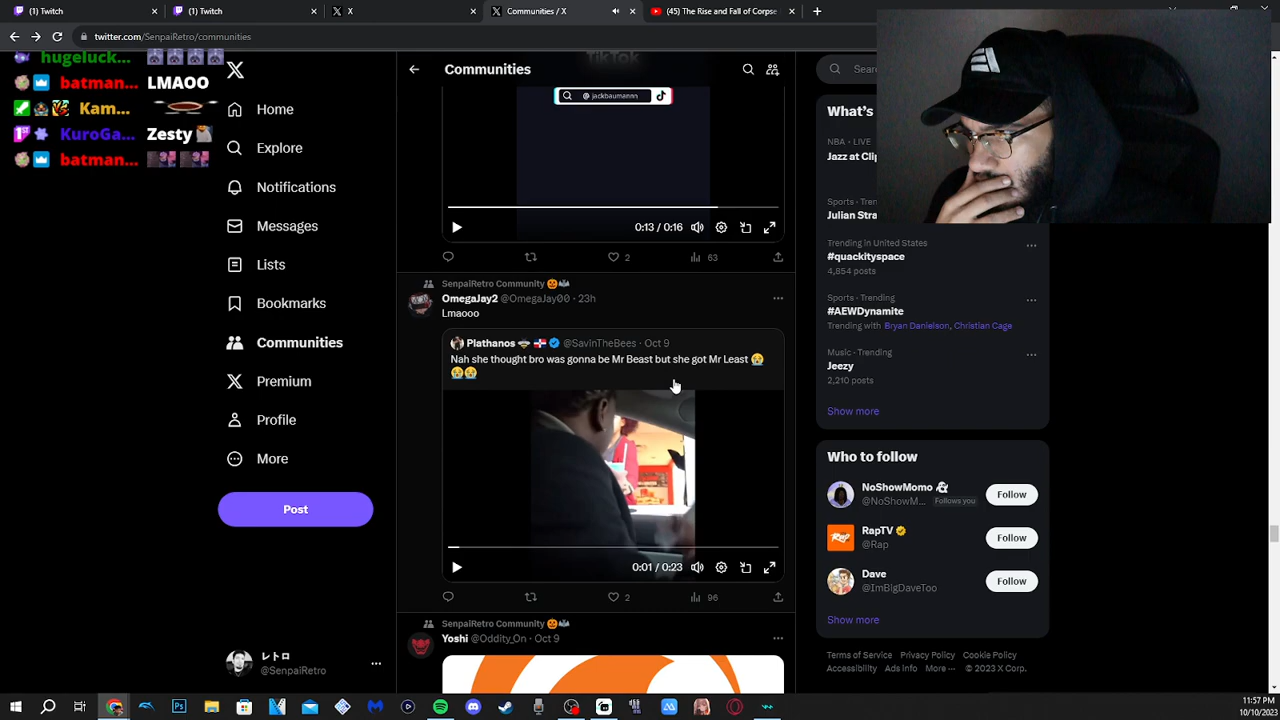 (1) Twitch
(1) Twitch
X
Communities / X
(45) The Rise and Fall of Corpse
twitter.com/SenpaiRetro/communities
hugeluck...
batman... LMAOO
Kam...
KuroGa... Zesty
batman...
Home
Explore
Notifications
Messages
Lists
Bookmarks
Communities
Premium
Profile
More
Post
レトロ
@SenpaiRetro
Communities
TikTok
@ jackbaumannn
0:13 / 0:16
2
63
SenpaiRetro Community 🎃🦇
OmegaJay2 @OmegaJay00 · 23h
Lmaooo
Plathanos 🐝 🇩🇴 @SavInTheBees · Oct 9
Nah she thought bro was gonna be Mr Beast but she got Mr Least 😭
😭😭
0:01 / 0:23
2
96
SenpaiRetro Community 🎃🦇
Yoshi @Oddity_On · Oct 9
Sear
What's
NBA · LIVE
Jazz at Clip
Sports · Tren
Julian Stra
Trending in United States
#quackityspace
4,854 posts
Sports · Trending
#AEWDynamite
Trending with Bryan Danielson, Christian Cage
Music · Trending
Jeezy
2,210 posts
Show more
Who to follow
NoShowMomo
@NoShowM... Follows you
Follow
RapTV
@Rap
Follow
Dave
@ImBigDaveToo
Follow
Show more
Terms of Service Privacy Policy Cookie Policy
Accessibility Ads info More ··· © 2023 X Corp.
11:57 PM
10/10/2023